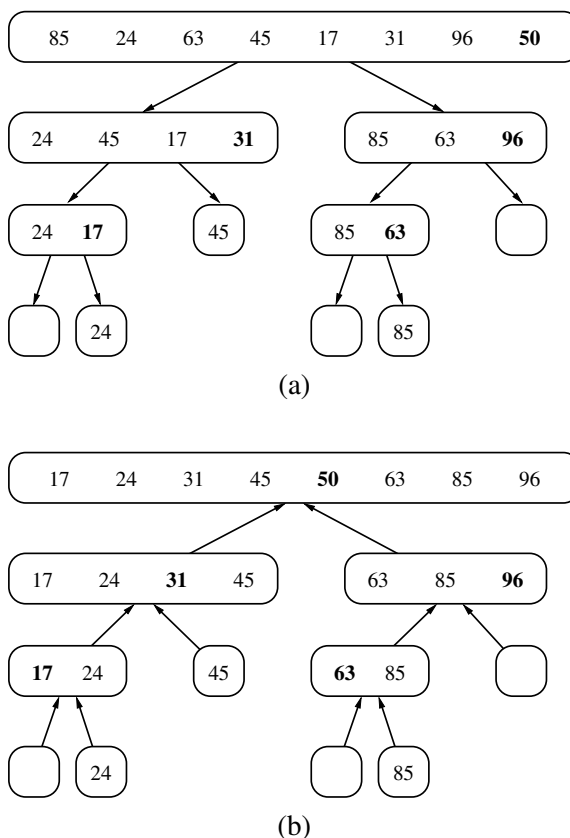 85 24 63 45 17 31 96 50
24 45 17 31 85 63 96
24 17 45 85 63
24 85
(a)
17 24 31 45 50 63 85 96
17 24 31 45 63 85 96
17 24 45 63 85
24 85
(b)